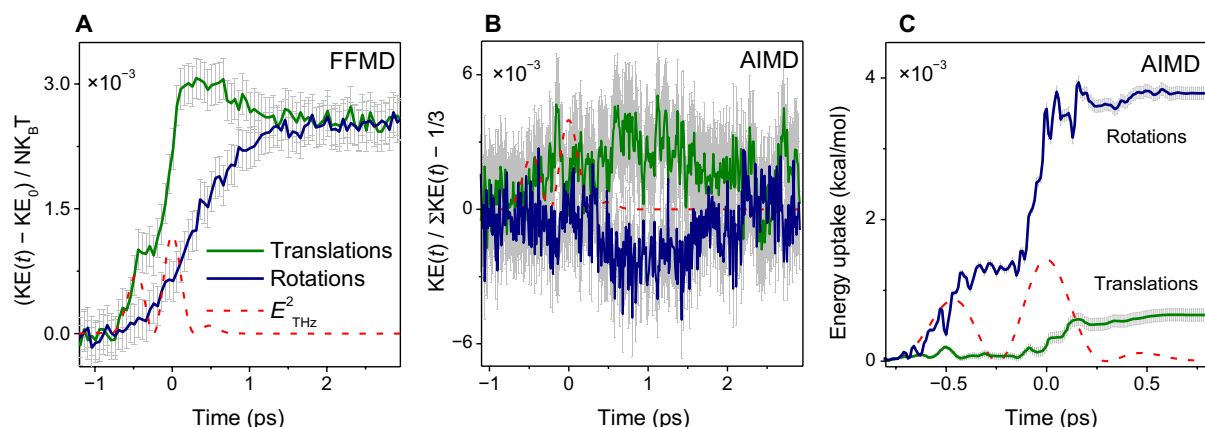 A
FFMD
×10⁻³
(KE(t) − KE₀) / NK_BT
3.0
1.5
0.0
Translations
Rotations
E²_THz
−1
0
1
2
Time (ps)
B
AIMD
×10⁻³
KE(t) / ΣKE(t) − 1/3
6
0
−6
−1
0
1
2
Time (ps)
C
AIMD
×10⁻³
Energy uptake (kcal/mol)
4
2
0
Rotations
Translations
−0.5
0.0
0.5
Time (ps)